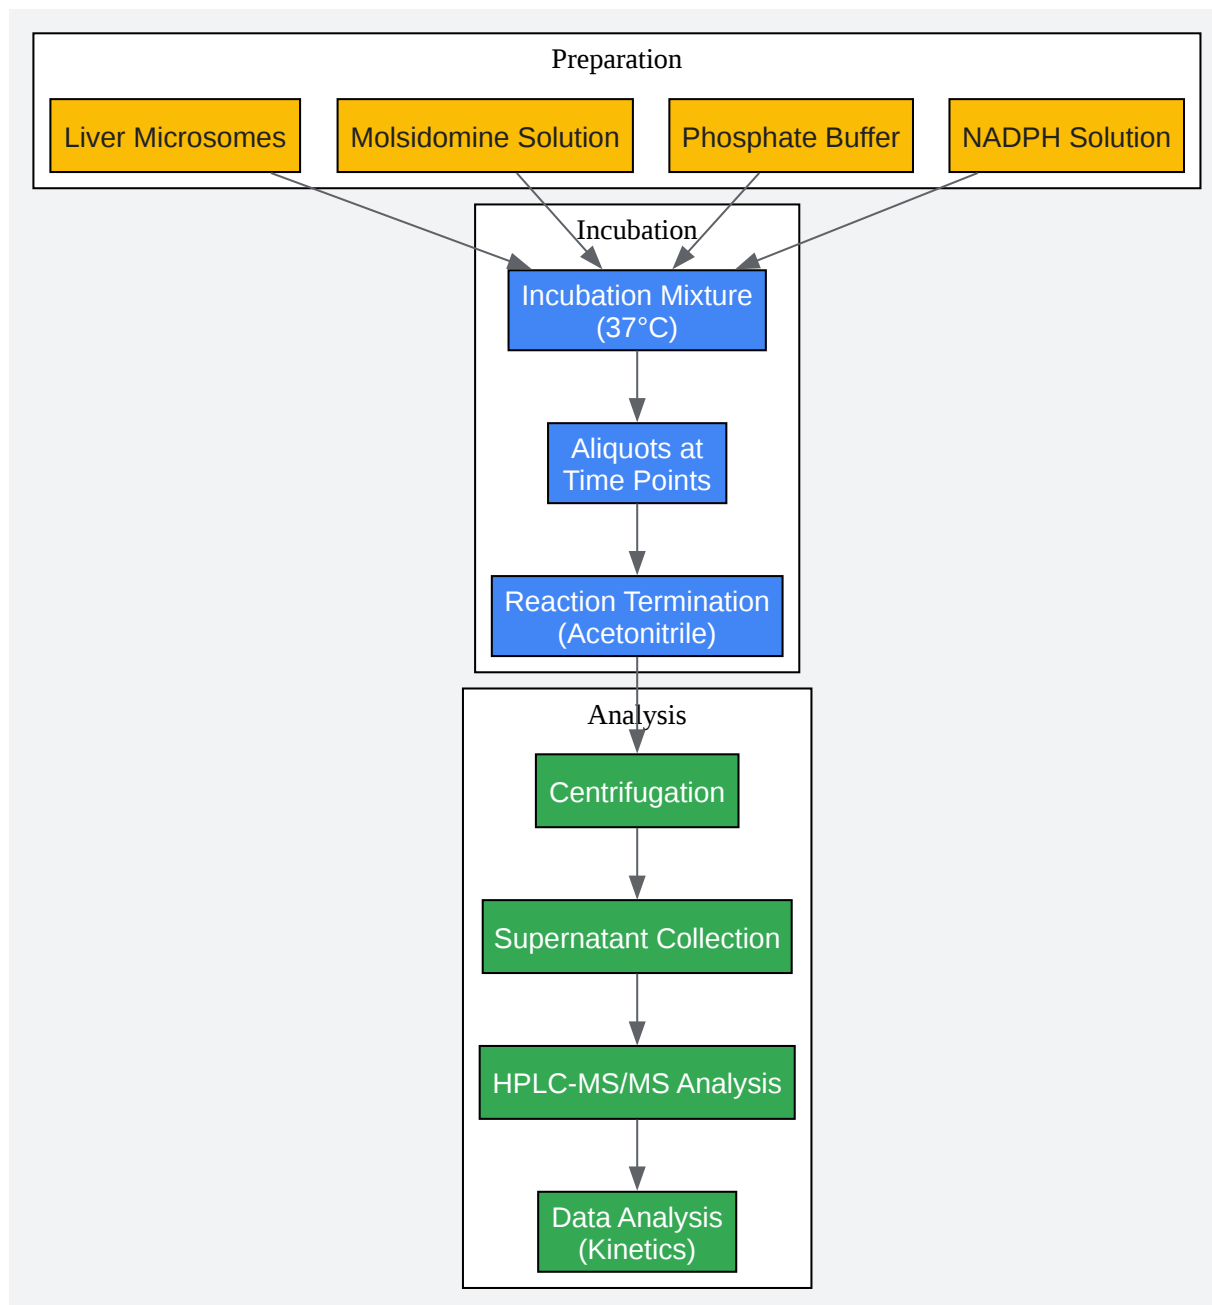 Preparation
Liver Microsomes
Molsidomine Solution
Phosphate Buffer
NADPH Solution
Incubation
Incubation Mixture
(37°C)
Aliquots at
Time Points
Reaction Termination
(Acetonitrile)
Analysis
Centrifugation
Supernatant Collection
HPLC-MS/MS Analysis
Data Analysis
(Kinetics)